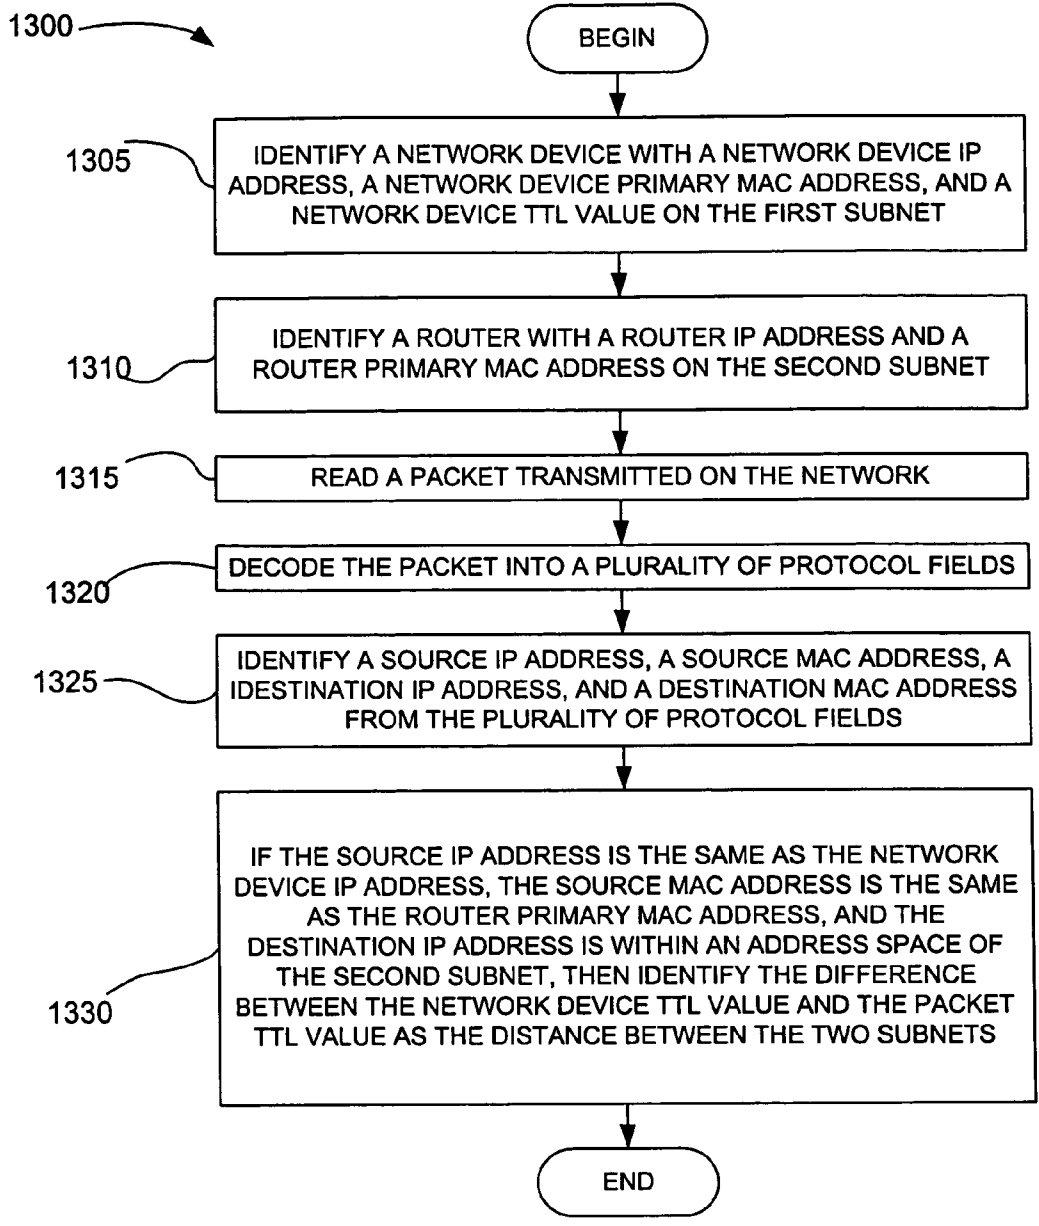 1300
BEGIN
1305
IDENTIFY A NETWORK DEVICE WITH A NETWORK DEVICE IP
ADDRESS, A NETWORK DEVICE PRIMARY MAC ADDRESS, AND A
NETWORK DEVICE TTL VALUE ON THE FIRST SUBNET
1310
IDENTIFY A ROUTER WITH A ROUTER IP ADDRESS AND A
ROUTER PRIMARY MAC ADDRESS ON THE SECOND SUBNET
1315
READ A PACKET TRANSMITTED ON THE NETWORK
1320
DECODE THE PACKET INTO A PLURALITY OF PROTOCOL FIELDS
1325
IDENTIFY A SOURCE IP ADDRESS, A SOURCE MAC ADDRESS, A
IDESTINATION IP ADDRESS, AND A DESTINATION MAC ADDRESS
FROM THE PLURALITY OF PROTOCOL FIELDS
1330
IF THE SOURCE IP ADDRESS IS THE SAME AS THE NETWORK
DEVICE IP ADDRESS, THE SOURCE MAC ADDRESS IS THE SAME
AS THE ROUTER PRIMARY MAC ADDRESS, AND THE
DESTINATION IP ADDRESS IS WITHIN AN ADDRESS SPACE OF
THE SECOND SUBNET, THEN IDENTIFY THE DIFFERENCE
BETWEEN THE NETWORK DEVICE TTL VALUE AND THE PACKET
TTL VALUE AS THE DISTANCE BETWEEN THE TWO SUBNETS
END